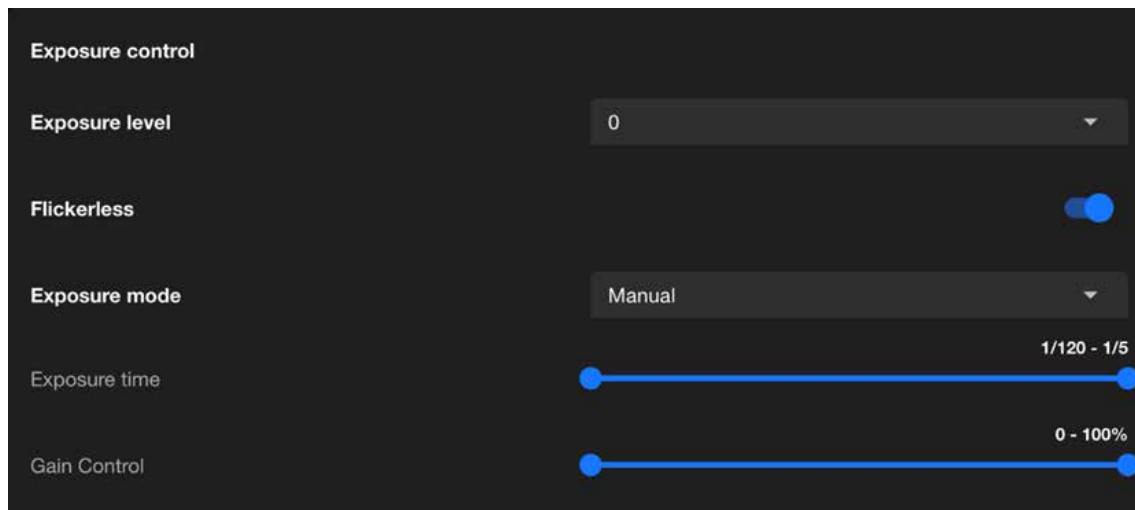 Exposure control
Exposure level
0
Flickerless
Exposure mode
Manual
1/120 - 1/5
Exposure time
0 - 100%
Gain Control